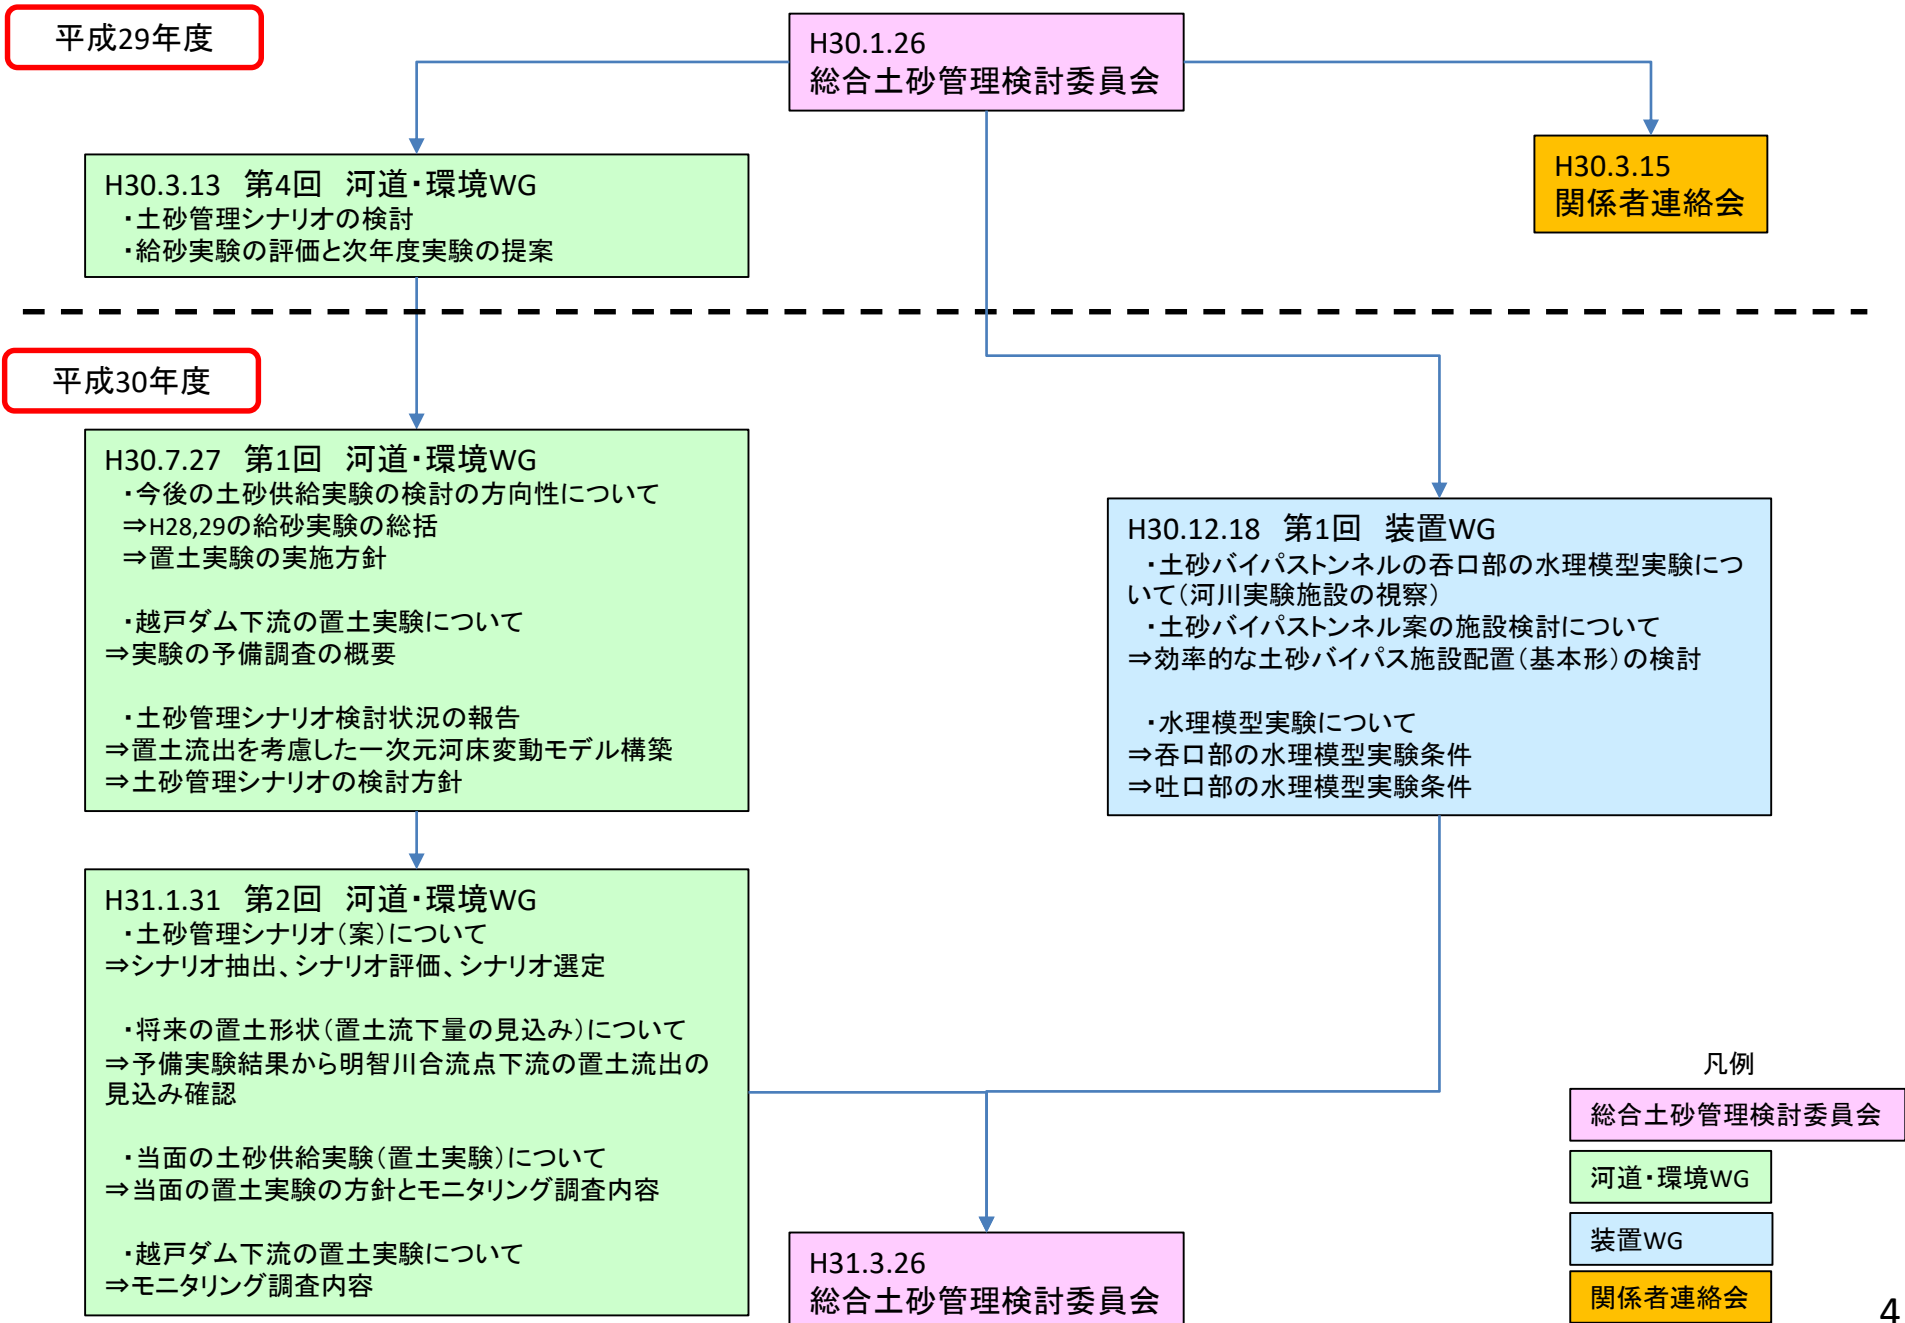 平成29年度
H30.1.26
総合土砂管理検討委員会
H30.3.13　第4回　河道・環境WG
・土砂管理シナリオの検討
・給砂実験の評価と次年度実験の提案
H30.3.15
関係者連絡会
平成30年度
H30.7.27　第1回　河道・環境WG
・今後の土砂供給実験の検討の方向性について
⇒H28,29の給砂実験の総括
⇒置土実験の実施方針
・越戸ダム下流の置土実験について
⇒実験の予備調査の概要
・土砂管理シナリオ検討状況の報告
⇒置土流出を考慮した一次元河床変動モデル構築
⇒土砂管理シナリオの検討方針
H30.12.18　第1回　装置WG
・土砂バイパストンネルの呑口部の水理模型実験につ
いて（河川実験施設の視察）
・土砂バイパストンネル案の施設検討について
⇒効率的な土砂バイパス施設配置（基本形）の検討
・水理模型実験について
⇒呑口部の水理模型実験条件
⇒吐口部の水理模型実験条件
H31.1.31　第2回　河道・環境WG
・土砂管理シナリオ（案）について
⇒シナリオ抽出、シナリオ評価、シナリオ選定
・将来の置土形状（置土流下量の見込み）について
⇒予備実験結果から明智川合流点下流の置土流出の
見込み確認
・当面の土砂供給実験（置土実験）について
⇒当面の置土実験の方針とモニタリング調査内容
・越戸ダム下流の置土実験について
⇒モニタリング調査内容
H31.3.26
総合土砂管理検討委員会
凡例
総合土砂管理検討委員会
河道・環境WG
装置WG
関係者連絡会
4